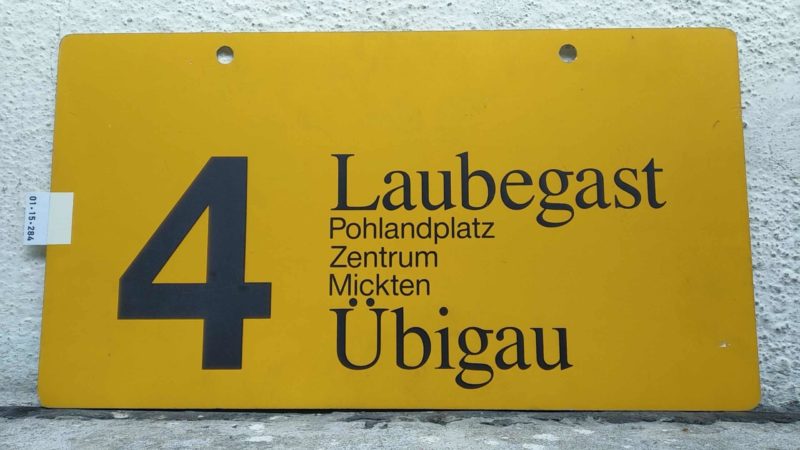 4
Laubegast
Pohlandplatz
Zentrum
Mickten
Übigau
01-15-284